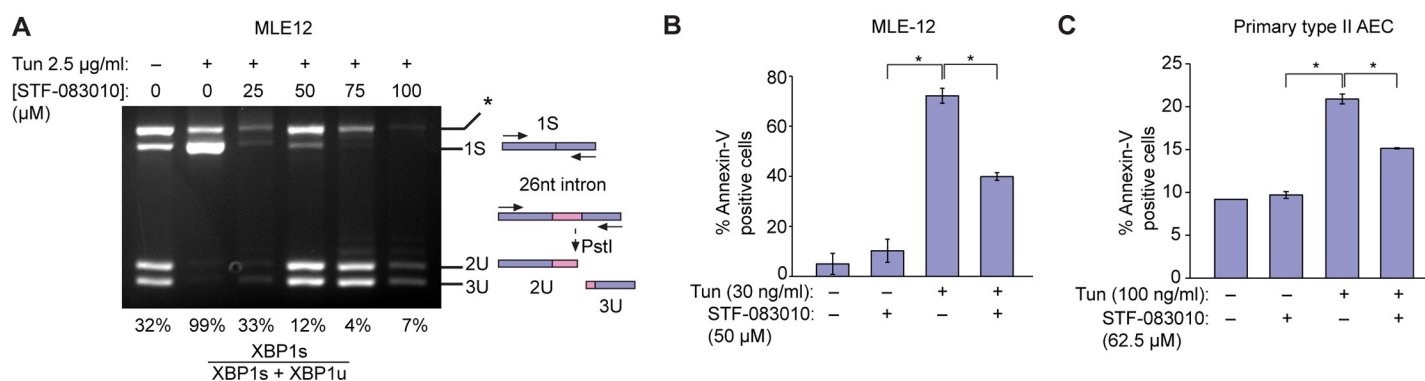 A
MLE12
Tun 2.5 µg/ml: – + + + + +
[STF-083010]: 0 0 25 50 75 100
(µM)
*
1S
2U
3U
1S
26nt intron
PstI
2U
3U
32% 99% 33% 12% 4% 7%
XBP1s
XBP1s + XBP1u
B
MLE-12
* *
% Annexin-V
positive cells
80
60
40
20
0
Tun (30 ng/ml): – – + +
STF-083010: – + – +
(50 µM)
C
Primary type II AEC
* *
% Annexin-V
positive cells
25
20
15
10
5
0
Tun (100 ng/ml): – – + +
STF-083010: – + – +
(62.5 µM)